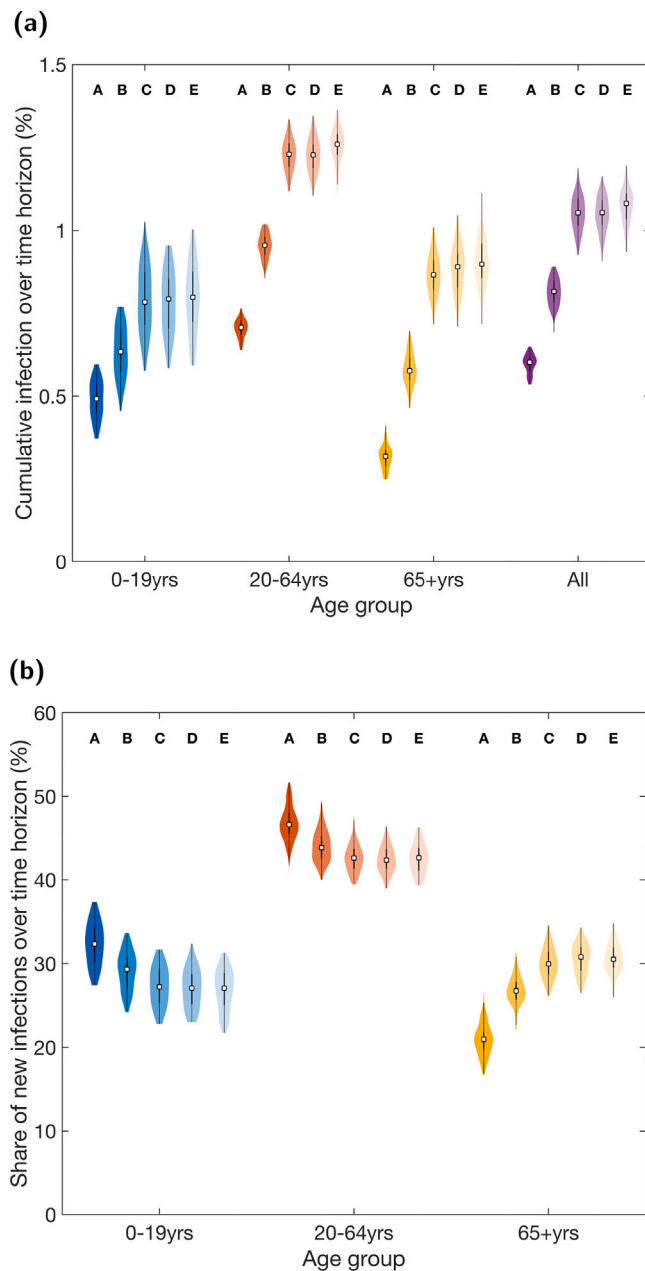 (a)
Cumulative infection over time horizon (%)
1.5
1
0.5
0
A B C D E A B C D E A B C D E A B C D E
0-19yrs 20-64yrs 65+yrs All
Age group
(b)
Share of new infections over time horizon (%)
60
50
40
30
20
10
0
A B C D E A B C D E A B C D E
0-19yrs 20-64yrs 65+yrs
Age group